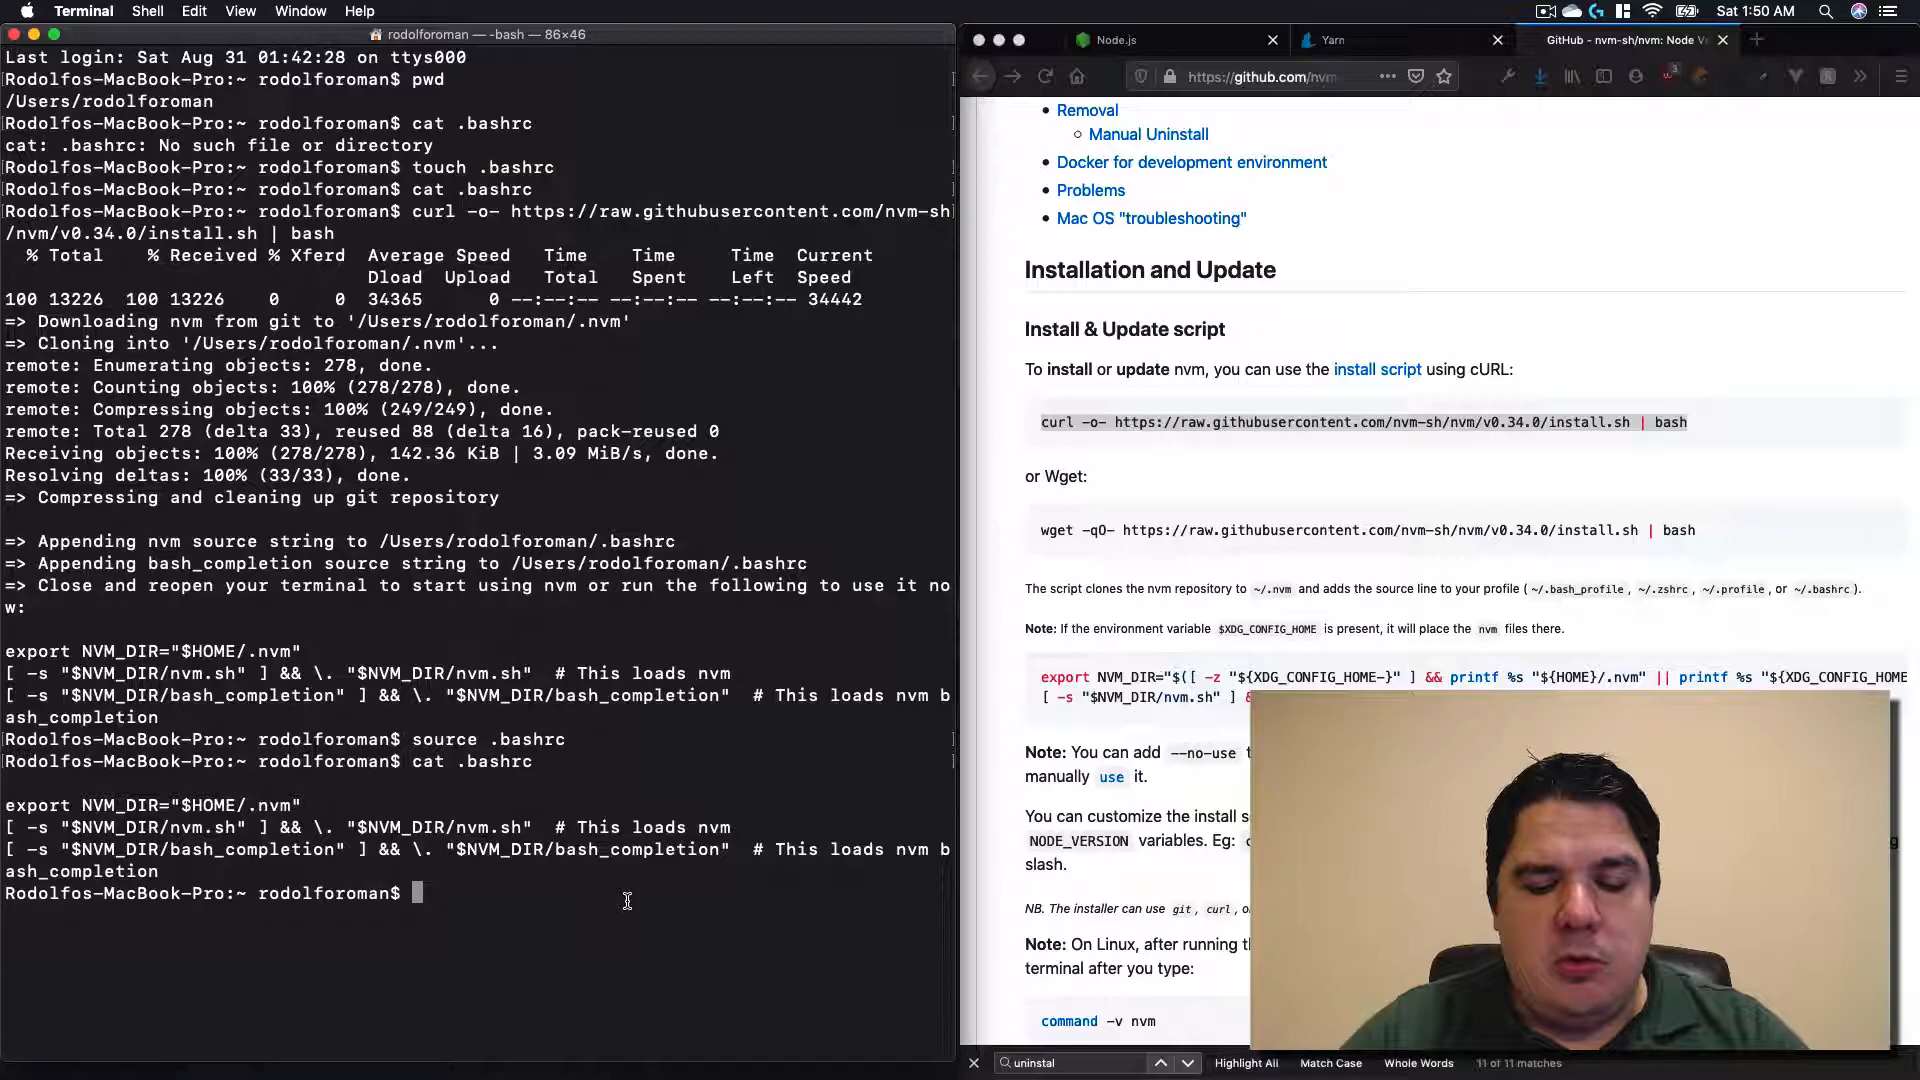 Terminal Shell Edit View Window Help
Sat 1:50 AM
rodolforoman — -bash — 86×46
Last login: Sat Aug 31 01:42:28 on ttys000
Rodolfos-MacBook-Pro:~ rodolforoman$ pwd
/Users/rodolforoman
Rodolfos-MacBook-Pro:~ rodolforoman$ cat .bashrc
cat: .bashrc: No such file or directory
Rodolfos-MacBook-Pro:~ rodolforoman$ touch .bashrc
Rodolfos-MacBook-Pro:~ rodolforoman$ cat .bashrc
Rodolfos-MacBook-Pro:~ rodolforoman$ curl -o- https://raw.githubusercontent.com/nvm-sh
/nvm/v0.34.0/install.sh | bash
% Total % Received % Xferd Average Speed Time Time Time Current
Dload Upload Total Spent Left Speed
100 13226 100 13226 0 0 34365 0 --:--:-- --:--:-- --:--:-- 34442
=> Downloading nvm from git to '/Users/rodolforoman/.nvm'
=> Cloning into '/Users/rodolforoman/.nvm'...
remote: Enumerating objects: 278, done.
remote: Counting objects: 100% (278/278), done.
remote: Compressing objects: 100% (249/249), done.
remote: Total 278 (delta 33), reused 88 (delta 16), pack-reused 0
Receiving objects: 100% (278/278), 142.36 KiB | 3.09 MiB/s, done.
Resolving deltas: 100% (33/33), done.
=> Compressing and cleaning up git repository
=> Appending nvm source string to /Users/rodolforoman/.bashrc
=> Appending bash_completion source string to /Users/rodolforoman/.bashrc
=> Close and reopen your terminal to start using nvm or run the following to use it no
w:
export NVM_DIR="$HOME/.nvm"
[ -s "$NVM_DIR/nvm.sh" ] && \. "$NVM_DIR/nvm.sh" # This loads nvm
[ -s "$NVM_DIR/bash_completion" ] && \. "$NVM_DIR/bash_completion" # This loads nvm b
ash_completion
Rodolfos-MacBook-Pro:~ rodolforoman$ source .bashrc
Rodolfos-MacBook-Pro:~ rodolforoman$ cat .bashrc
export NVM_DIR="$HOME/.nvm"
[ -s "$NVM_DIR/nvm.sh" ] && \. "$NVM_DIR/nvm.sh" # This loads nvm
[ -s "$NVM_DIR/bash_completion" ] && \. "$NVM_DIR/bash_completion" # This loads nvm b
ash_completion
Rodolfos-MacBook-Pro:~ rodolforoman$
Node.js
Yarn
GitHub - nvm-sh/nvm: Node V
https://github.com/nvm-
3
Removal
Manual Uninstall
Docker for development environment
Problems
Mac OS "troubleshooting"
Installation and Update
Install & Update script
To install or update nvm, you can use the install script using cURL:
curl -o- https://raw.githubusercontent.com/nvm-sh/nvm/v0.34.0/install.sh | bash
or Wget:
wget -qO- https://raw.githubusercontent.com/nvm-sh/nvm/v0.34.0/install.sh | bash
The script clones the nvm repository to ~/.nvm and adds the source line to your profile ( ~/.bash_profile , ~/.zshrc , ~/.profile , or ~/.bashrc ).
Note: If the environment variable $XDG_CONFIG_HOME is present, it will place the nvm files there.
export NVM_DIR="$([ -z "${XDG_CONFIG_HOME-}" ] && printf %s "${HOME}/.nvm" || printf %s "${XDG_CONFIG_HOME
[ -s "$NVM_DIR/nvm.sh" ]
Note: You can add --no-use
manually use it.
You can customize the install
NODE_VERSION variables. Eg:
slash.
NB. The installer can use git , curl ,
Note: On Linux, after running
terminal after you type:
command -v nvm
uninstal
Highlight All Match Case Whole Words 11 of 11 matches